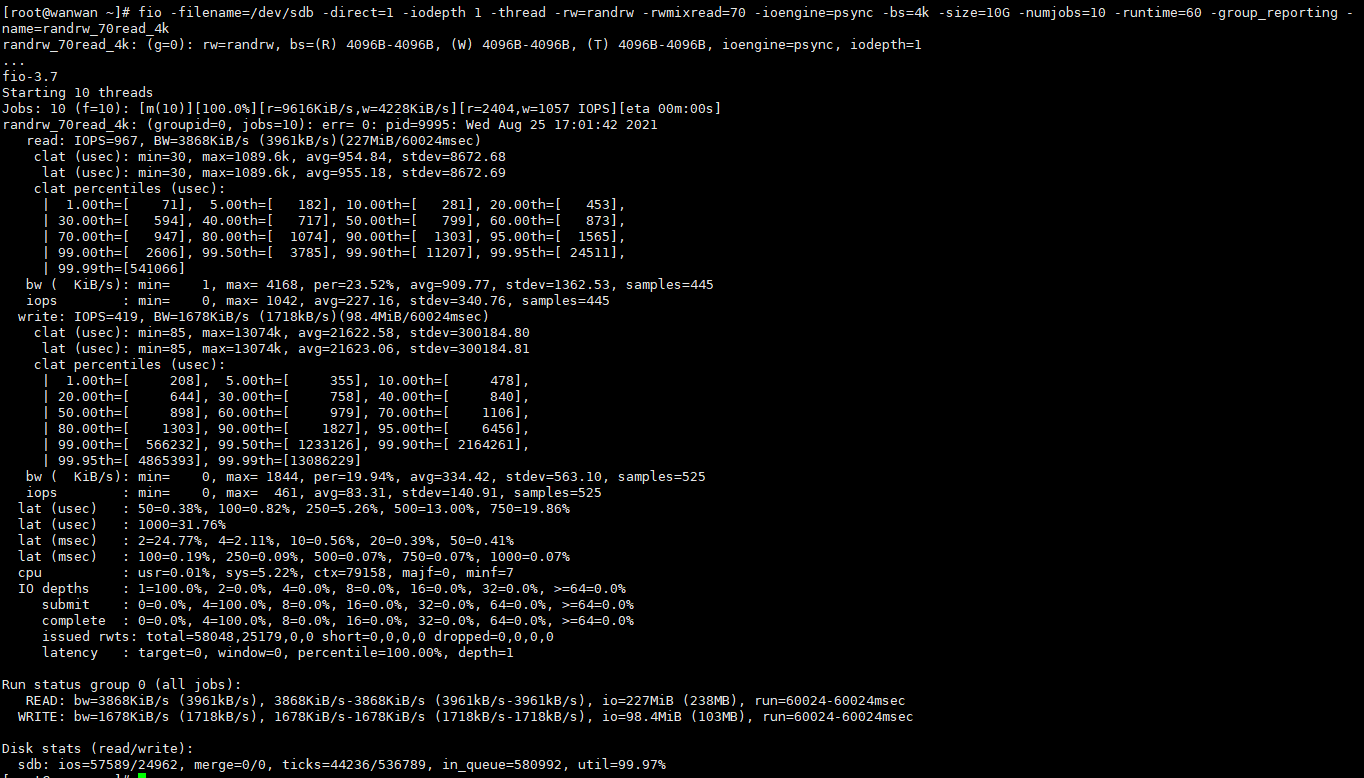 [root@wanwan ~]# fio -filename=/dev/sdb -direct=1 -iodepth 1 -thread -rw=randrw -rwmixread=70 -ioengine=psync -bs=4k -size=10G -numjobs=10 -runtime=60 -group_reporting -
name=randrw_70read_4k
randrw_70read_4k: (g=0): rw=randrw, bs=(R) 4096B-4096B, (W) 4096B-4096B, (T) 4096B-4096B, ioengine=psync, iodepth=1
...
fio-3.7
Starting 10 threads
Jobs: 10 (f=10): [m(10)][100.0%][r=9616KiB/s,w=4228KiB/s][r=2404,w=1057 IOPS][eta 00m:00s]
randrw_70read_4k: (groupid=0, jobs=10): err= 0: pid=9995: Wed Aug 25 17:01:42 2021
   read: IOPS=967, BW=3868KiB/s (3961kB/s)(227MiB/60024msec)
    clat (usec): min=30, max=1089.6k, avg=954.84, stdev=8672.68
     lat (usec): min=30, max=1089.6k, avg=955.18, stdev=8672.69
    clat percentiles (usec):
     |  1.00th=[    71],  5.00th=[   182], 10.00th=[   281], 20.00th=[   453],
     | 30.00th=[   594], 40.00th=[   717], 50.00th=[   799], 60.00th=[   873],
     | 70.00th=[   947], 80.00th=[  1074], 90.00th=[  1303], 95.00th=[  1565],
     | 99.00th=[  2606], 99.50th=[  3785], 99.90th=[ 11207], 99.95th=[ 24511],
     | 99.99th=[541066]
   bw (  KiB/s): min=    1, max= 4168, per=23.52%, avg=909.77, stdev=1362.53, samples=445
   iops        : min=    0, max= 1042, avg=227.16, stdev=340.76, samples=445
  write: IOPS=419, BW=1678KiB/s (1718kB/s)(98.4MiB/60024msec)
    clat (usec): min=85, max=13074k, avg=21622.58, stdev=300184.80
     lat (usec): min=85, max=13074k, avg=21623.06, stdev=300184.81
    clat percentiles (usec):
     |  1.00th=[     208],  5.00th=[     355], 10.00th=[     478],
     | 20.00th=[     644], 30.00th=[     758], 40.00th=[     840],
     | 50.00th=[     898], 60.00th=[     979], 70.00th=[    1106],
     | 80.00th=[    1303], 90.00th=[    1827], 95.00th=[    6456],
     | 99.00th=[  566232], 99.50th=[ 1233126], 99.90th=[ 2164261],
     | 99.95th=[ 4865393], 99.99th=[13086229]
   bw (  KiB/s): min=    0, max= 1844, per=19.94%, avg=334.42, stdev=563.10, samples=525
   iops        : min=    0, max=  461, avg=83.31, stdev=140.91, samples=525
  lat (usec)   : 50=0.38%, 100=0.82%, 250=5.26%, 500=13.00%, 750=19.86%
  lat (usec)   : 1000=31.76%
  lat (msec)   : 2=24.77%, 4=2.11%, 10=0.56%, 20=0.39%, 50=0.41%
  lat (msec)   : 100=0.19%, 250=0.09%, 500=0.07%, 750=0.07%, 1000=0.07%
  cpu          : usr=0.01%, sys=5.22%, ctx=79158, majf=0, minf=7
  IO depths    : 1=100.0%, 2=0.0%, 4=0.0%, 8=0.0%, 16=0.0%, 32=0.0%, >=64=0.0%
     submit    : 0=0.0%, 4=100.0%, 8=0.0%, 16=0.0%, 32=0.0%, 64=0.0%, >=64=0.0%
     complete  : 0=0.0%, 4=100.0%, 8=0.0%, 16=0.0%, 32=0.0%, 64=0.0%, >=64=0.0%
     issued rwts: total=58048,25179,0,0 short=0,0,0,0 dropped=0,0,0,0
     latency   : target=0, window=0, percentile=100.00%, depth=1

Run status group 0 (all jobs):
   READ: bw=3868KiB/s (3961kB/s), 3868KiB/s-3868KiB/s (3961kB/s-3961kB/s), io=227MiB (238MB), run=60024-60024msec
  WRITE: bw=1678KiB/s (1718kB/s), 1678KiB/s-1678KiB/s (1718kB/s-1718kB/s), io=98.4MiB (103MB), run=60024-60024msec

Disk stats (read/write):
  sdb: ios=57589/24962, merge=0/0, ticks=44236/536789, in_queue=580992, util=99.97%